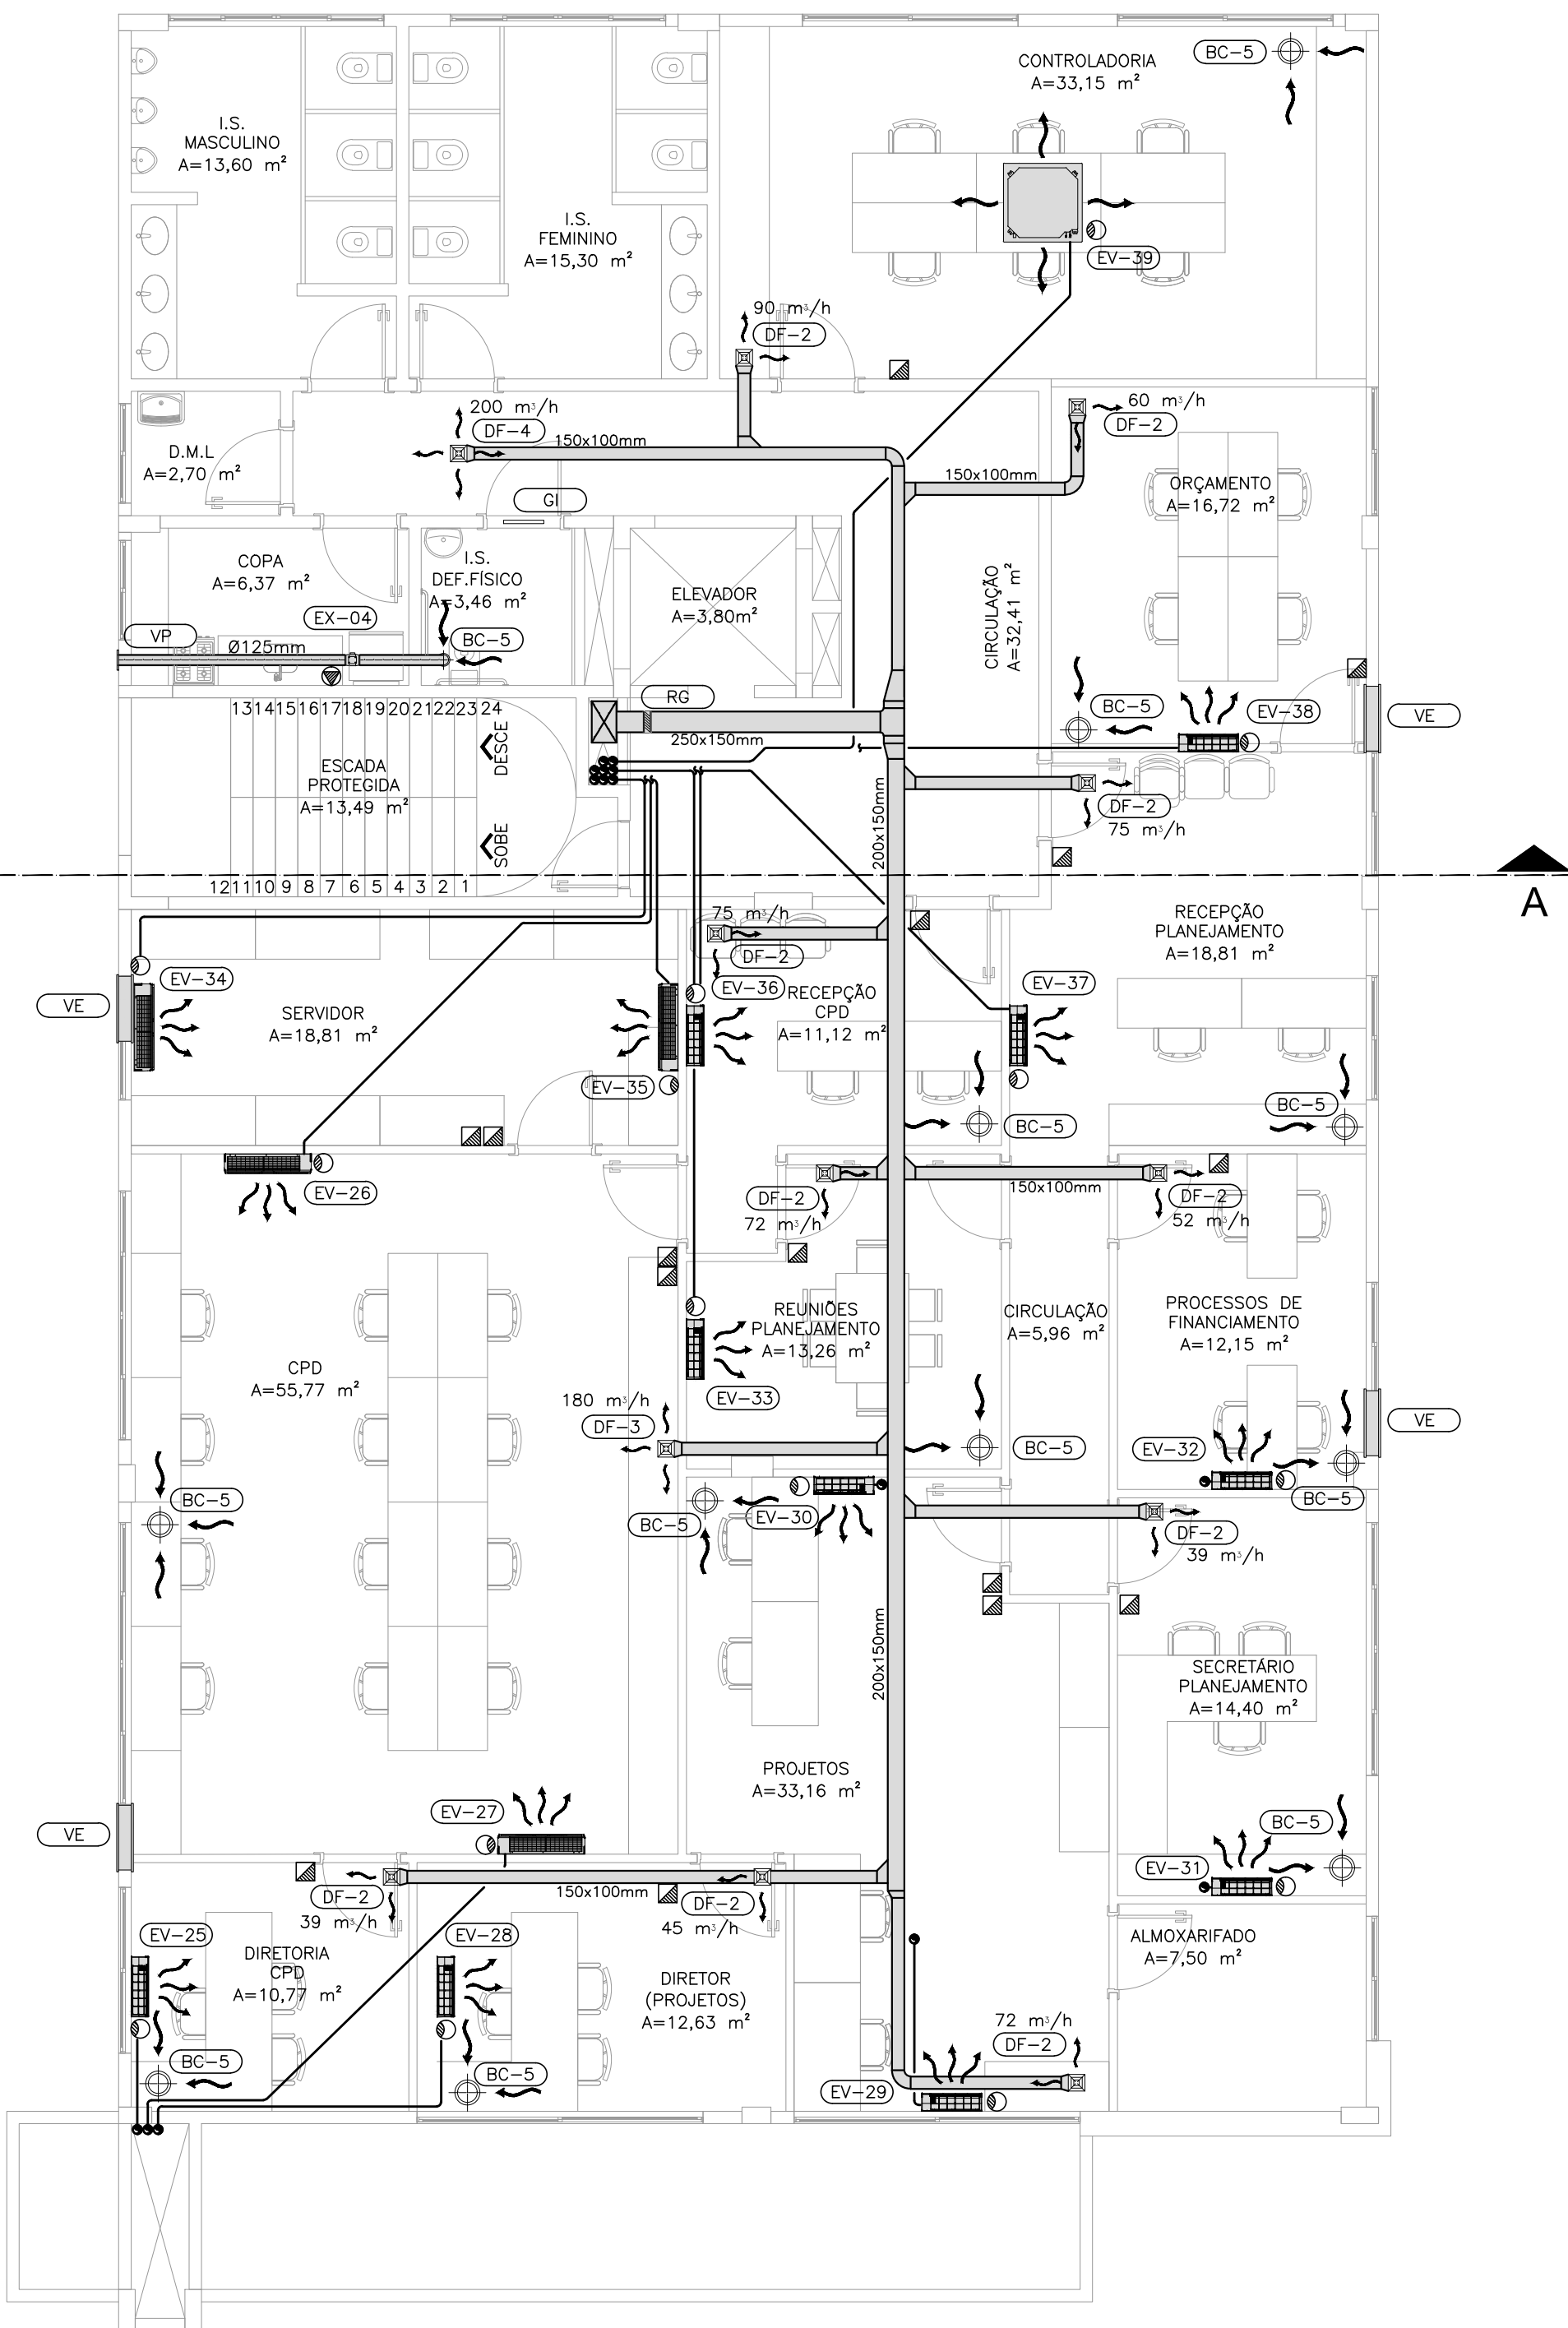 CONTROLADORIA
A=33,15 m²
BC-5
I.S.
MASCULINO
A=13,60 m²
I.S.
FEMININO
A=15,30 m²
EV-39
90 m³/h
DF-2
200 m³/h
DF-4
150x100mm
60 m³/h
DF-2
D.M.L
A=2,70 m²
150x100mm
ORÇAMENTO
A=16,72 m²
GI
COPA
A=6,37 m²
I.S.
DEF.FÍSICO
A=3,46 m²
ELEVADOR
A=3,80m²
CIRCULAÇÃO
A=32,41 m²
EX-04
VP
Ø125mm
BC-5
RG
250x150mm
BC-5
EV-38
VE
13 14 15 16 17 18 19 20 21 22 23 24
DESCE
ESCADA
PROTEGIDA
A=13,49 m²
SOBE
12 11 10 9 8 7 6 5 4 3 2 1
200x150mm
DF-2
75 m³/h
A
75 m³/h
DF-2
RECEPÇÃO
PLANEJAMENTO
A=18,81 m²
EV-34
VE
SERVIDOR
A=18,81 m²
EV-36
RECEPÇÃO
CPD
A=11,12 m²
EV-37
EV-35
BC-5
BC-5
EV-26
DF-2
72 m³/h
150x100mm
DF-2
52 m³/h
REUNIÕES
PLANEJAMENTO
A=13,26 m²
CIRCULAÇÃO
A=5,96 m²
PROCESSOS DE
FINANCIAMENTO
A=12,15 m²
CPD
A=55,77 m²
EV-33
180 m³/h
DF-3
BC-5
EV-32
VE
BC-5
BC-5
EV-30
BC-5
DF-2
39 m³/h
200x150mm
SECRETÁRIO
PLANEJAMENTO
A=14,40 m²
PROJETOS
A=33,16 m²
EV-27
VE
BC-5
EV-31
DF-2
39 m³/h
150x100mm
DF-2
45 m³/h
EV-25
DIRETORIA
CPD
A=10,77 m²
EV-28
DIRETOR
(PROJETOS)
A=12,63 m²
ALMOXARIFADO
A=7,50 m²
72 m³/h
DF-2
BC-5
BC-5
EV-29